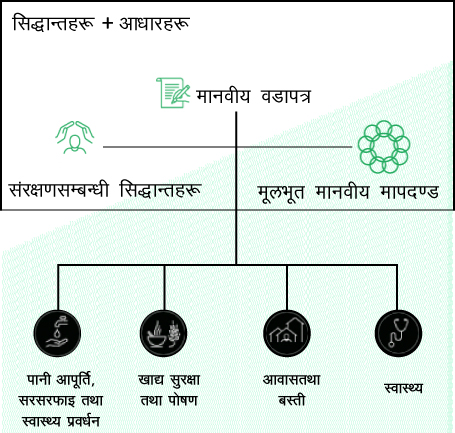 सिद्धान्तहरू + आधारहरू
मानवीय वडापत्र
संरक्षणसम्बन्धी सिद्धान्तहरू
मूलभूत मानवीय मापदण्ड
पानी आपूर्ति,
सरसरफाइ तथा
स्वास्थ्य प्रवर्धन
खाद्य सुरक्षा
तथा पोषण
आवासतथा
बस्ती
स्वास्थ्य